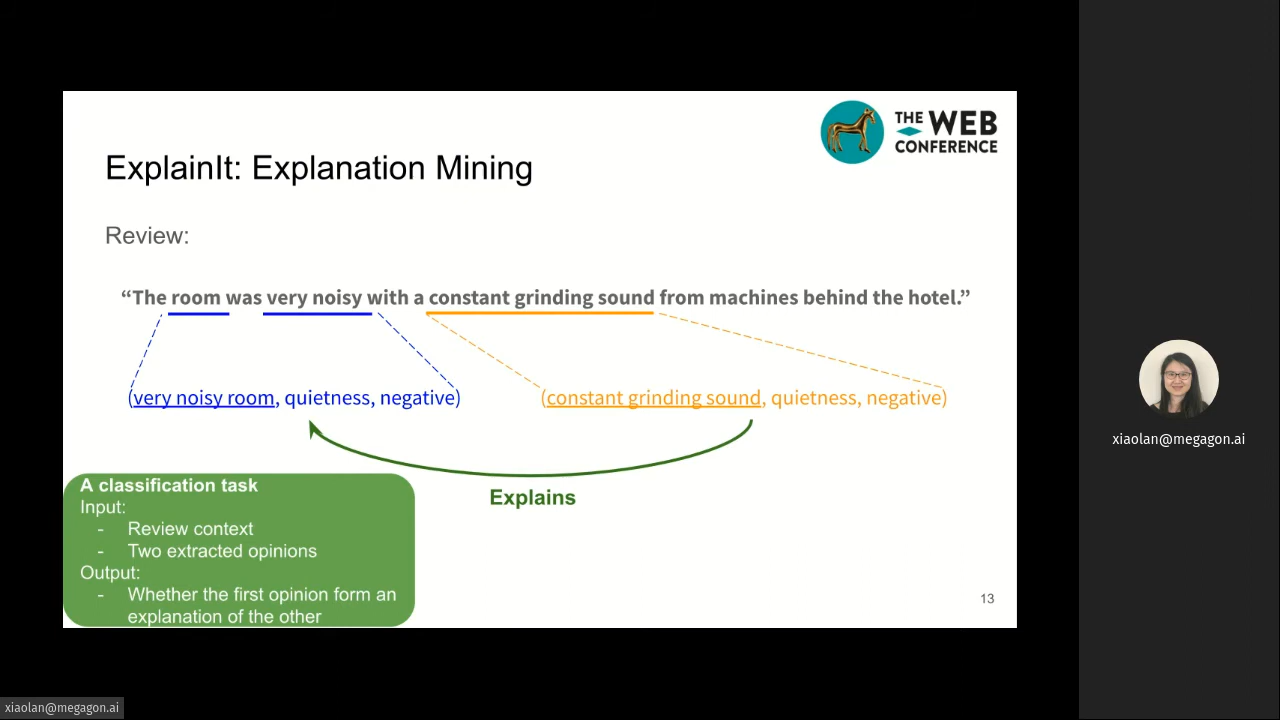 THE WEB
CONFERENCE
ExplainIt: Explanation Mining
Review:
“The room was very noisy with a constant grinding sound from machines behind the hotel.”
(very noisy room, quietness, negative)
(constant grinding sound, quietness, negative)
Explains
A classification task
Input:
- Review context
- Two extracted opinions
Output:
- Whether the first opinion form an
explanation of the other
13
xiaolan@megagon.ai
xiaolan@megagon.ai